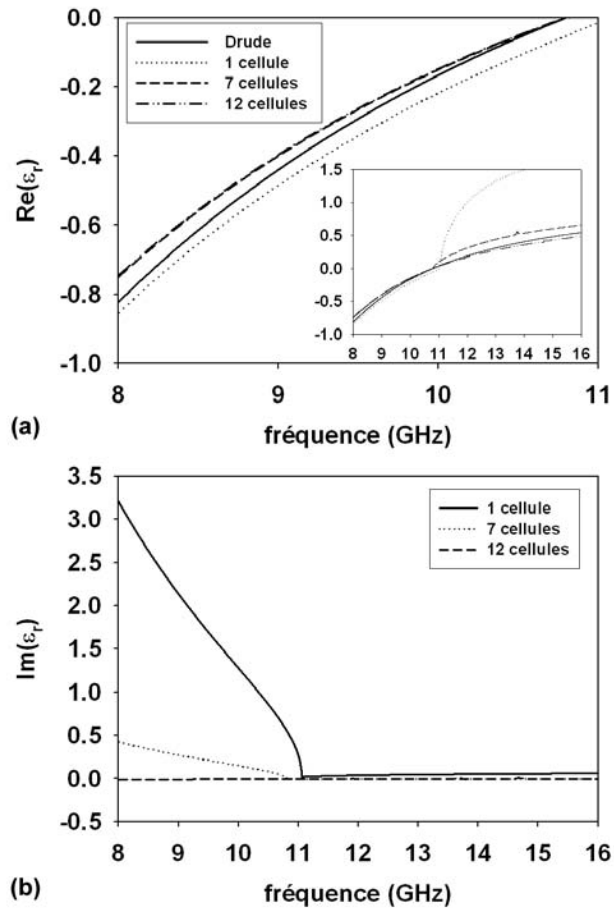 0.0
-0.2
-0.4
-0.6
-0.8
-1.0
Re(εr)
Drude
1 cellule
7 cellules
12 cellules
1.5
1.0
0.5
0.0
-0.5
-1.0
8 9 10 11 12 13 14 15 16
8 9 10 11
(a)
fréquence (GHz)
3.5
3.0
2.5
2.0
1.5
1.0
0.5
0.0
-0.5
Im(εr)
1 cellule
7 cellules
12 cellules
8 9 10 11 12 13 14 15 16
(b)
fréquence (GHz)